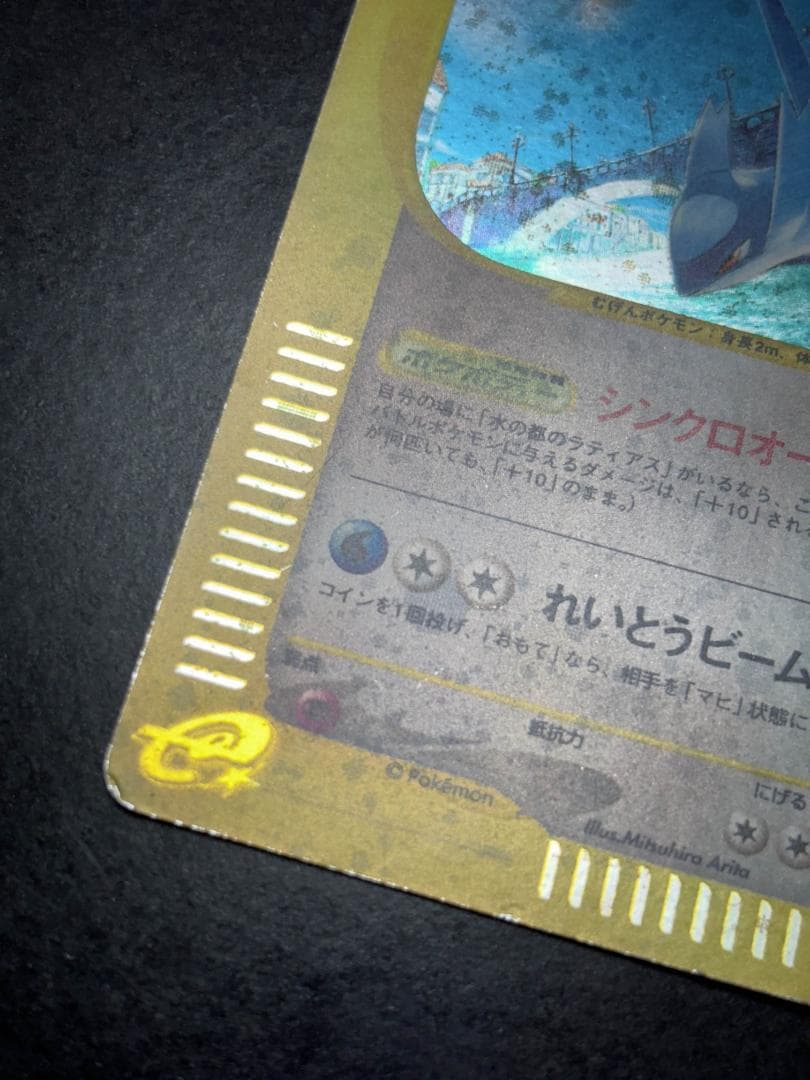 むげんポケモン:身長2m、体
ポケボディー
シンクロオー
自分の場に「水の都のラティアス」がいるなら、こ
バトルポケモンに与えるダメージは、「+10」され
が何匹いても、「+10」のまま。)
れいとうビーム
コインを1回投げ、「おもて」なら、相手を「マヒ」状態に
弱点
抵抗力
にげる
© Pokémon
Illus.Mitsuhiro Arita